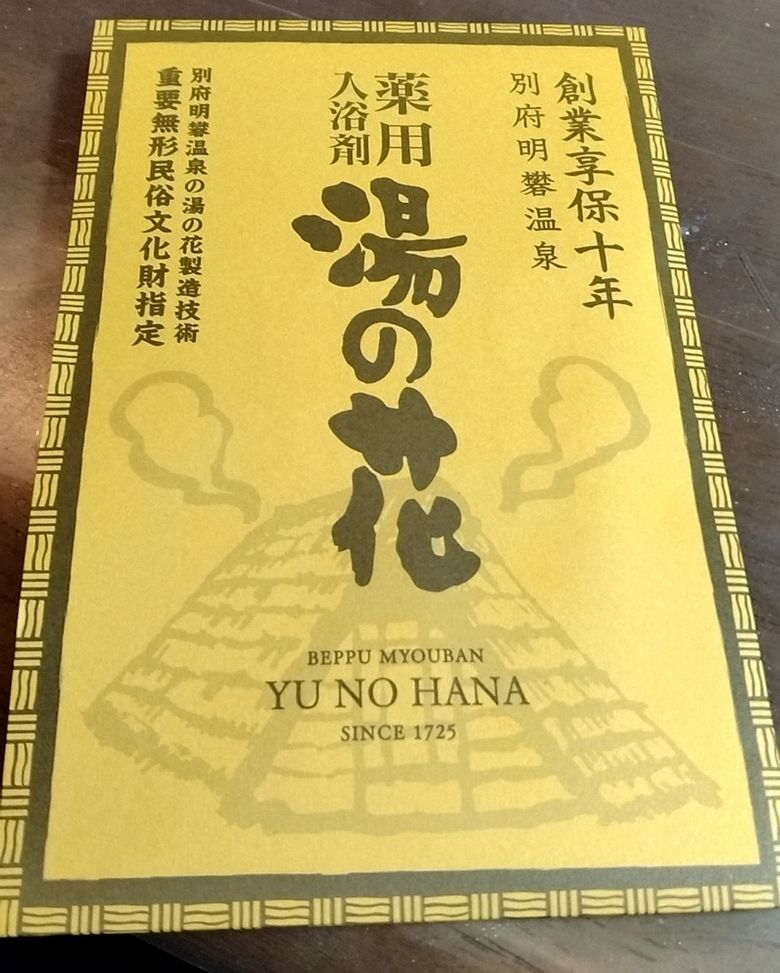 創業享保十年
別府明礬温泉
薬用
入浴剤
湯の花
別府明礬温泉の湯の花製造技術
重要無形民俗文化財指定
BEPPU MYOUBAN
YU NO HANA
SINCE 1725